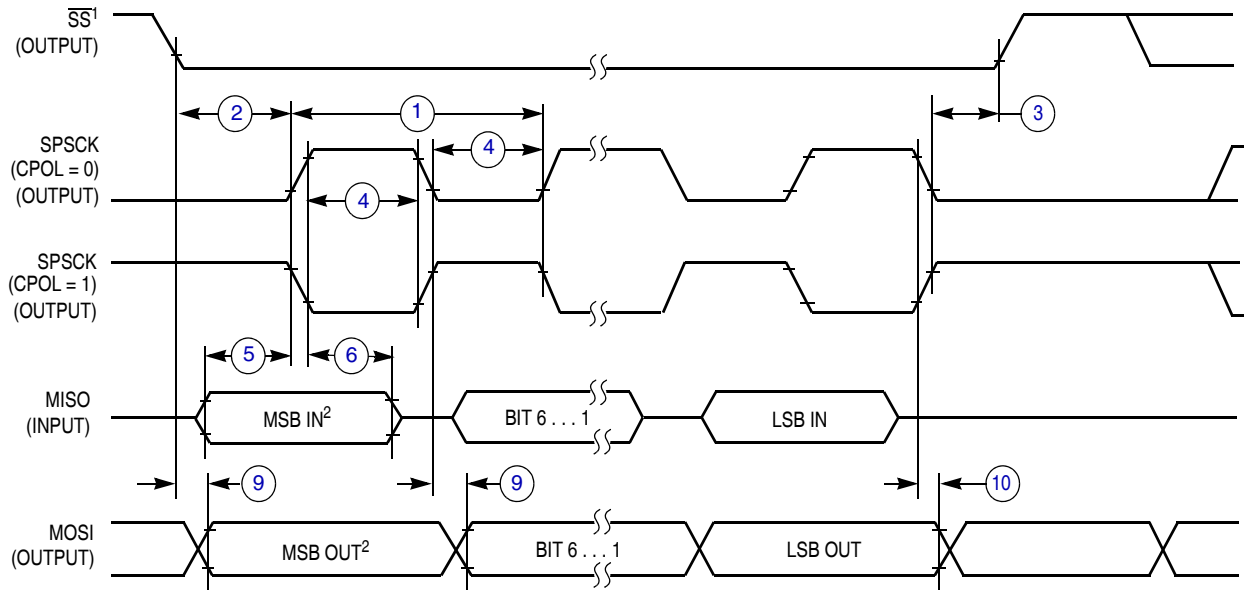 SS¹
(OUTPUT)
2
1
3
SPSCK
(CPOL = 0)
(OUTPUT)
4
4
SPSCK
(CPOL = 1)
(OUTPUT)
5
6
MISO
(INPUT)
MSB IN²
BIT 6 . . . 1
LSB IN
9
9
10
MOSI
(OUTPUT)
MSB OUT²
BIT 6 . . . 1
LSB OUT